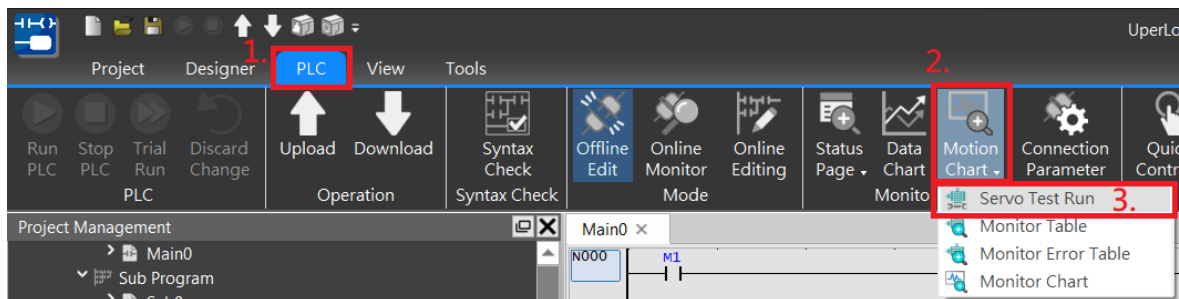 UperLo
1.
Project Designer PLC View Tools
2.
Run PLC
Stop PLC
Trial Run
Discard Change
Upload
Download
Syntax Check
Offline Edit
Online Monitor
Online Editing
Status Page
Data Chart
Motion Chart
Connection Parameter
Quic
Contr
PLC Operation Syntax Check Mode Monito
Servo Test Run 3.
Monitor Table
Monitor Error Table
Monitor Chart
Project Management
Main0
Sub Program
Main0 ×
N000 M1